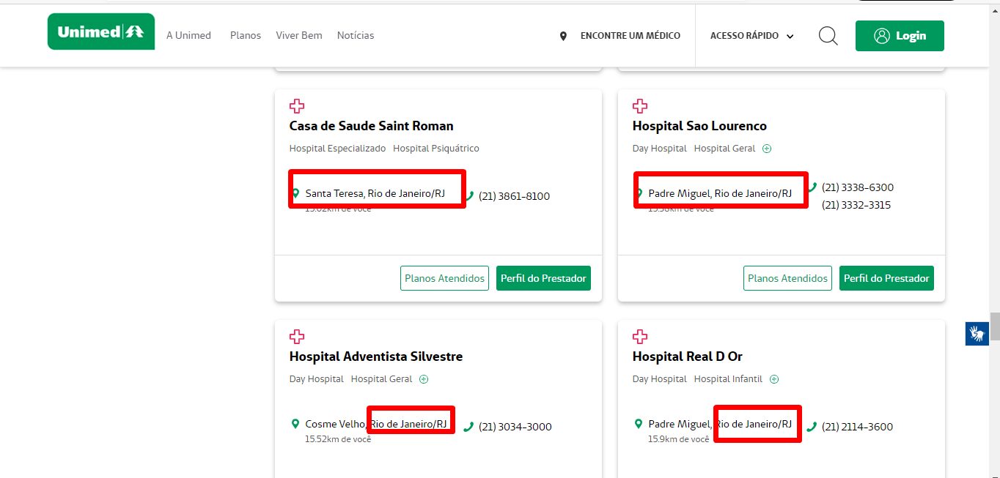 Unimed
A Unimed Planos Viver Bem Notícias
ENCONTRE UM MÉDICO
ACESSO RÁPIDO
Login
Casa de Saude Saint Roman
Hospital Especializado Hospital Psiquátrico
Santa Teresa, Rio de Janeiro/RJ
(21) 3861-8100
15.02km de você
Planos Atendidos
Perfil do Prestador
Hospital Sao Lourenco
Day Hospital Hospital Geral
Padre Miguel, Rio de Janeiro/RJ
(21) 3338-6300
(21) 3332-3315
15.38km de você
Planos Atendidos
Perfil do Prestador
Hospital Adventista Silvestre
Day Hospital Hospital Geral
Cosme Velho, Rio de Janeiro/RJ
(21) 3034-3000
15.52km de você
Hospital Real D Or
Day Hospital Hospital Infantil
Padre Miguel, Rio de Janeiro/RJ
(21) 2114-3600
15.9km de você